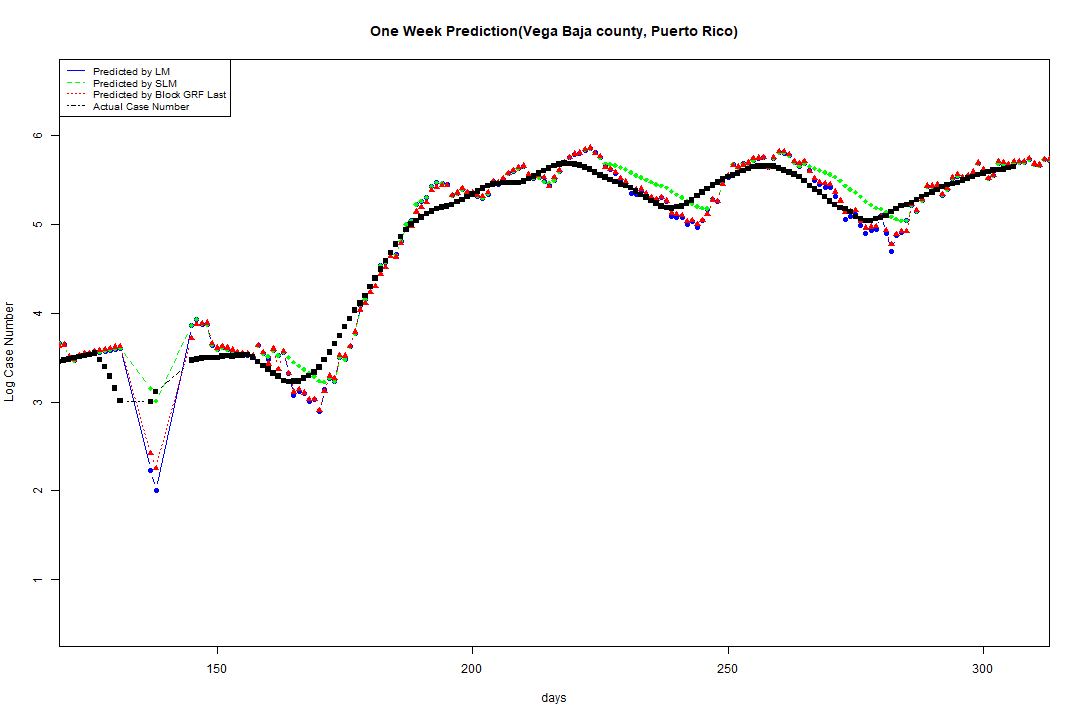 One Week Prediction(Vega Baja county, Puerto Rico)
Predicted by LM
Predicted by SLM
Predicted by Block GRF Last
Actual Case Number
6
5
4
3
2
1
Log Case Number
150 200 250 300
days